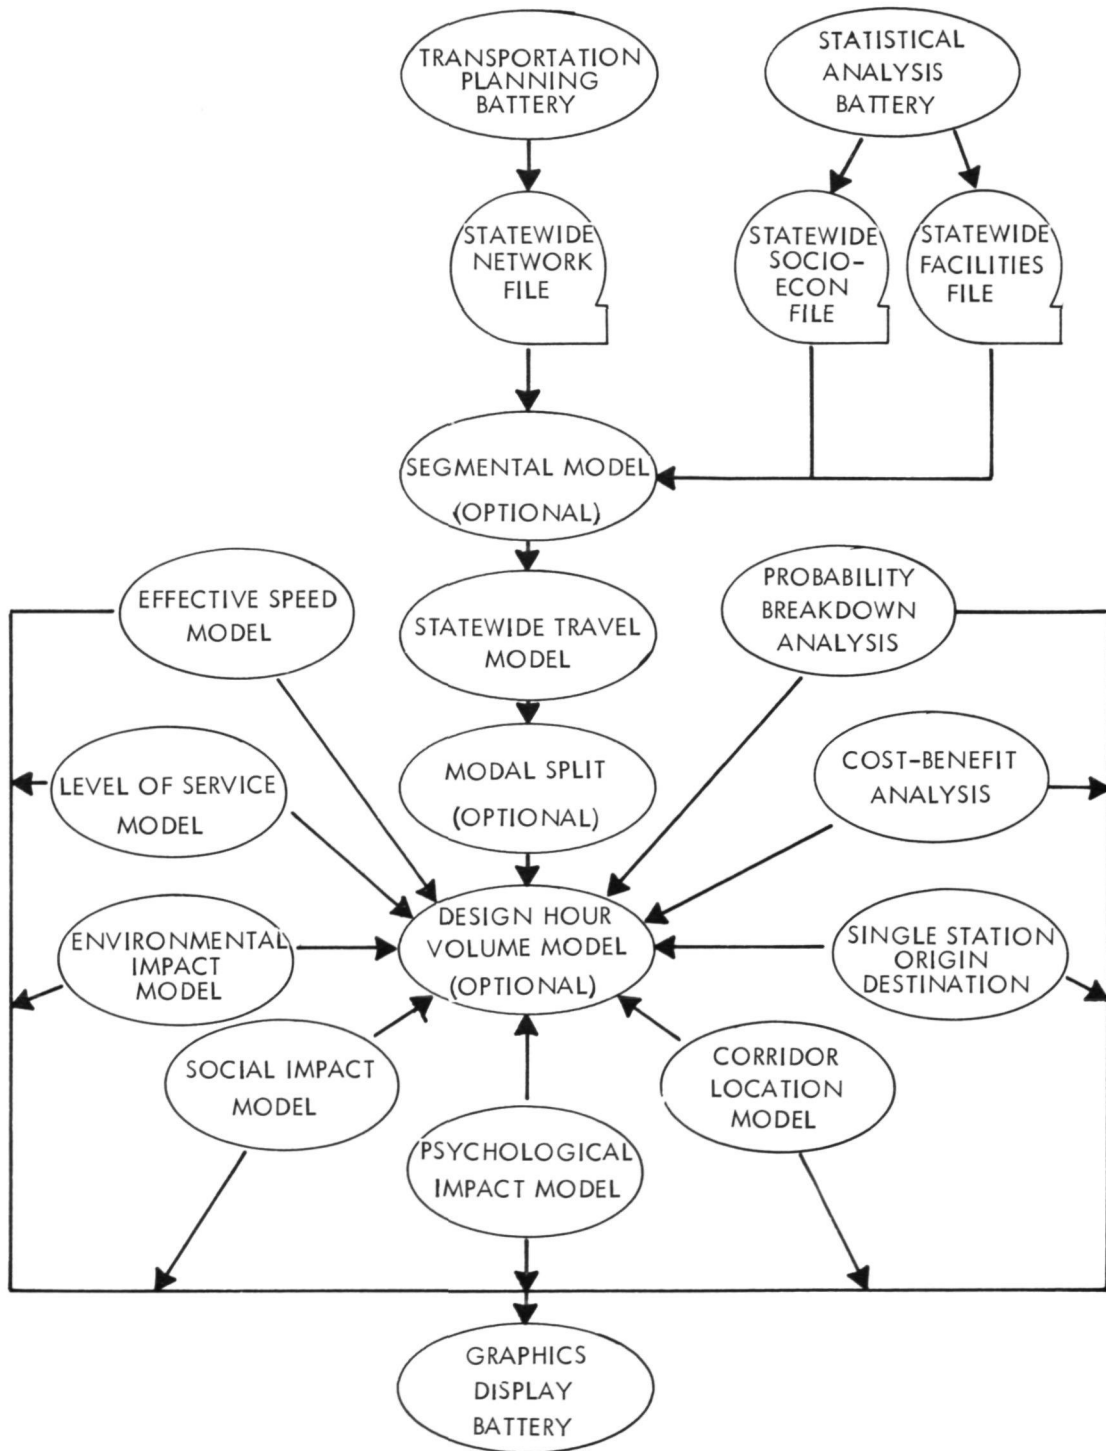 TRANSPORTATION
PLANNING
BATTERY
STATISTICAL
ANALYSIS
BATTERY
STATEWIDE
NETWORK
FILE
STATEWIDE
SOCIO-
ECON
FILE
STATEWIDE
FACILITIES
FILE
SEGMENTAL MODEL
(OPTIONAL)
EFFECTIVE SPEED
MODEL
STATEWIDE TRAVEL
MODEL
PROBABILITY
BREAKDOWN
ANALYSIS
LEVEL OF SERVICE
MODEL
MODAL SPLIT
(OPTIONAL)
COST-BENEFIT
ANALYSIS
ENVIRONMENTAL
IMPACT
MODEL
DESIGN HOUR
VOLUME MODEL
(OPTIONAL)
SINGLE STATION
ORIGIN
DESTINATION
SOCIAL IMPACT
MODEL
PSYCHOLOGICAL
IMPACT MODEL
CORRIDOR
LOCATION
MODEL
GRAPHICS
DISPLAY
BATTERY